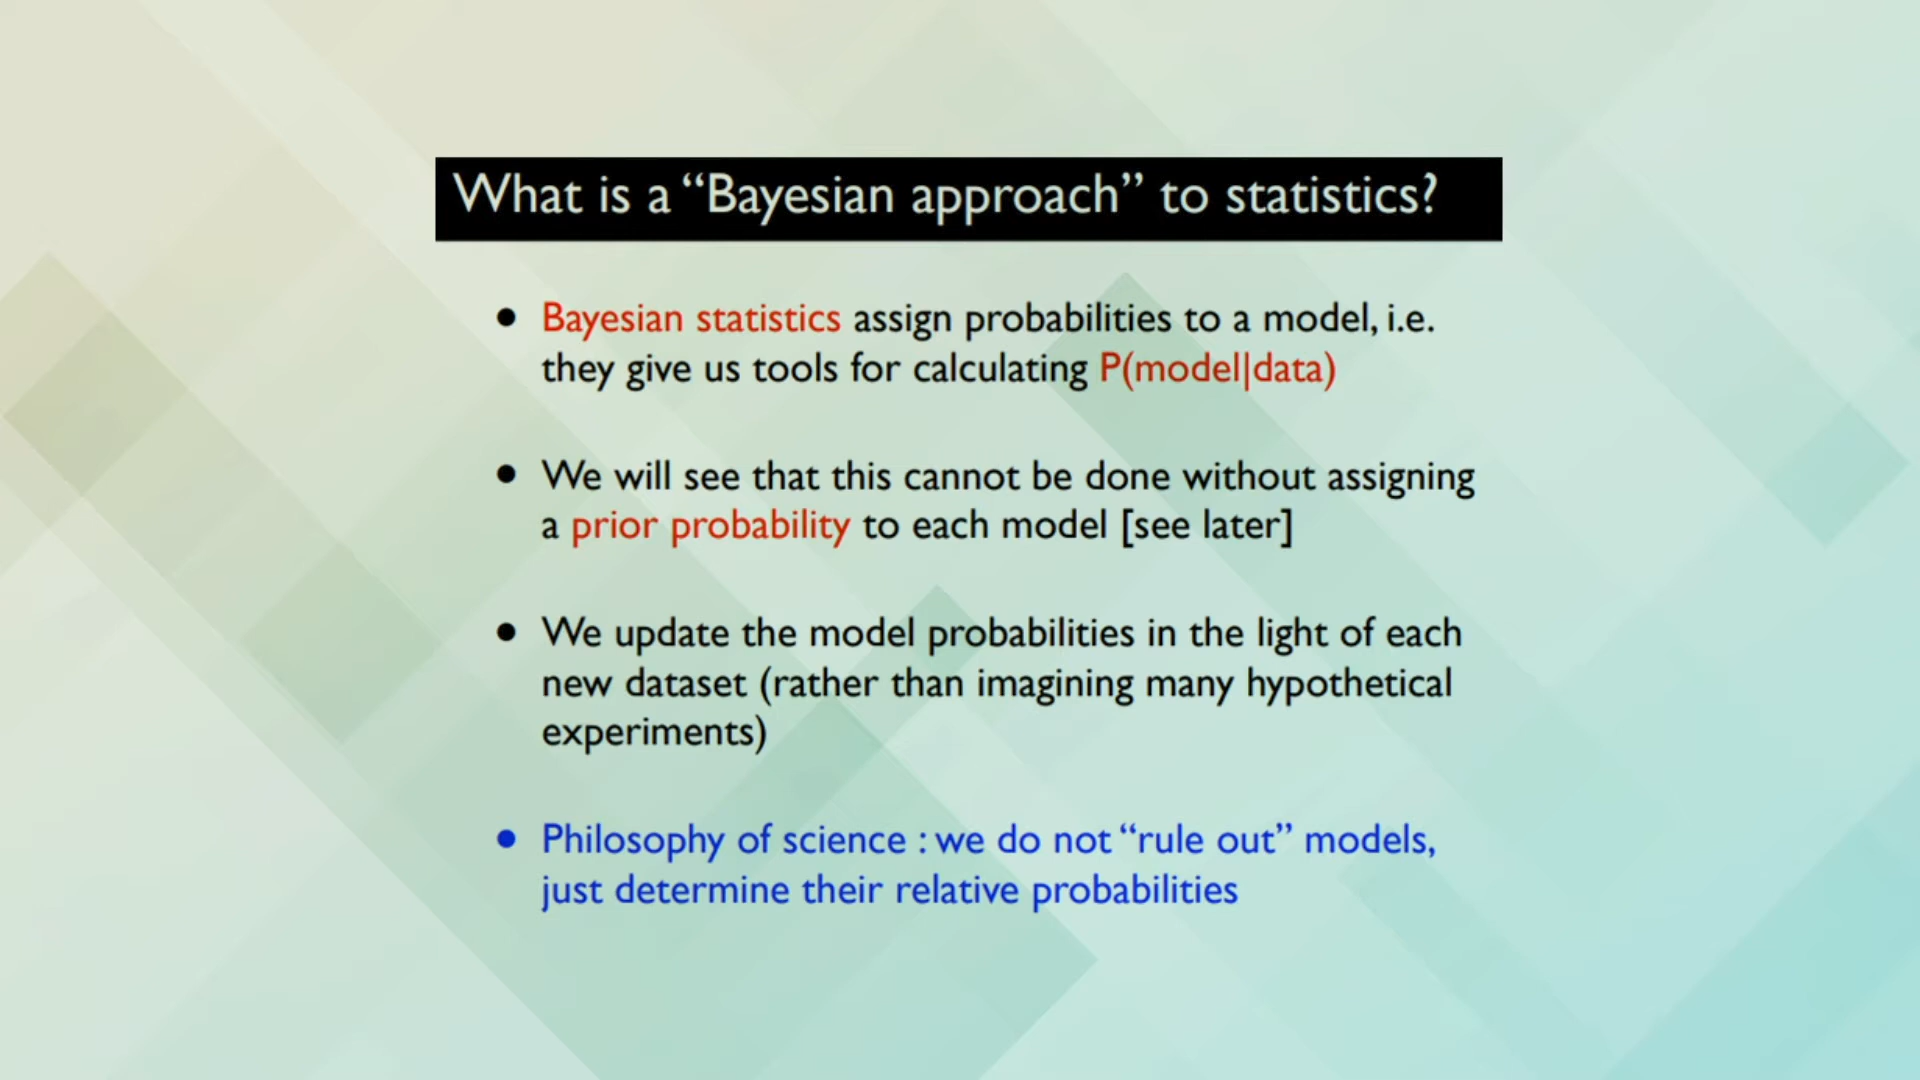 What is a “Bayesian approach” to statistics?
• Bayesian statistics assign probabilities to a model, i.e.
they give us tools for calculating P(model|data)
• We will see that this cannot be done without assigning
a prior probability to each model [see later]
• We update the model probabilities in the light of each
new dataset (rather than imagining many hypothetical
experiments)
• Philosophy of science : we do not “rule out” models,
just determine their relative probabilities